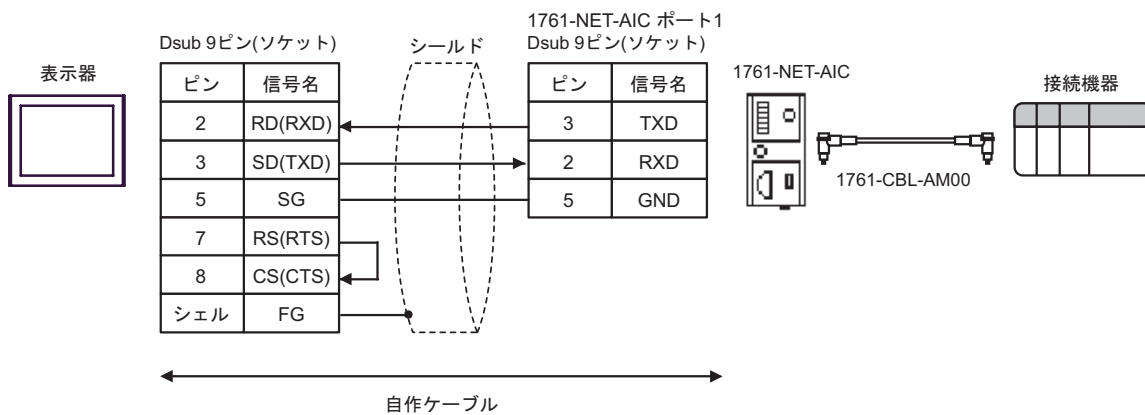 1761-NET-AIC ポート1
Dsub 9ピン(ソケット)
シールド
Dsub 9ピン(ソケット)
表示器
ピン 信号名
ピン 信号名
1761-NET-AIC
接続機器
2 RD(RXD)
3 TXD
3 SD(TXD)
2 RXD
1761-CBL-AM00
5 SG
5 GND
7 RS(RTS)
8 CS(CTS)
シェル FG
自作ケーブル